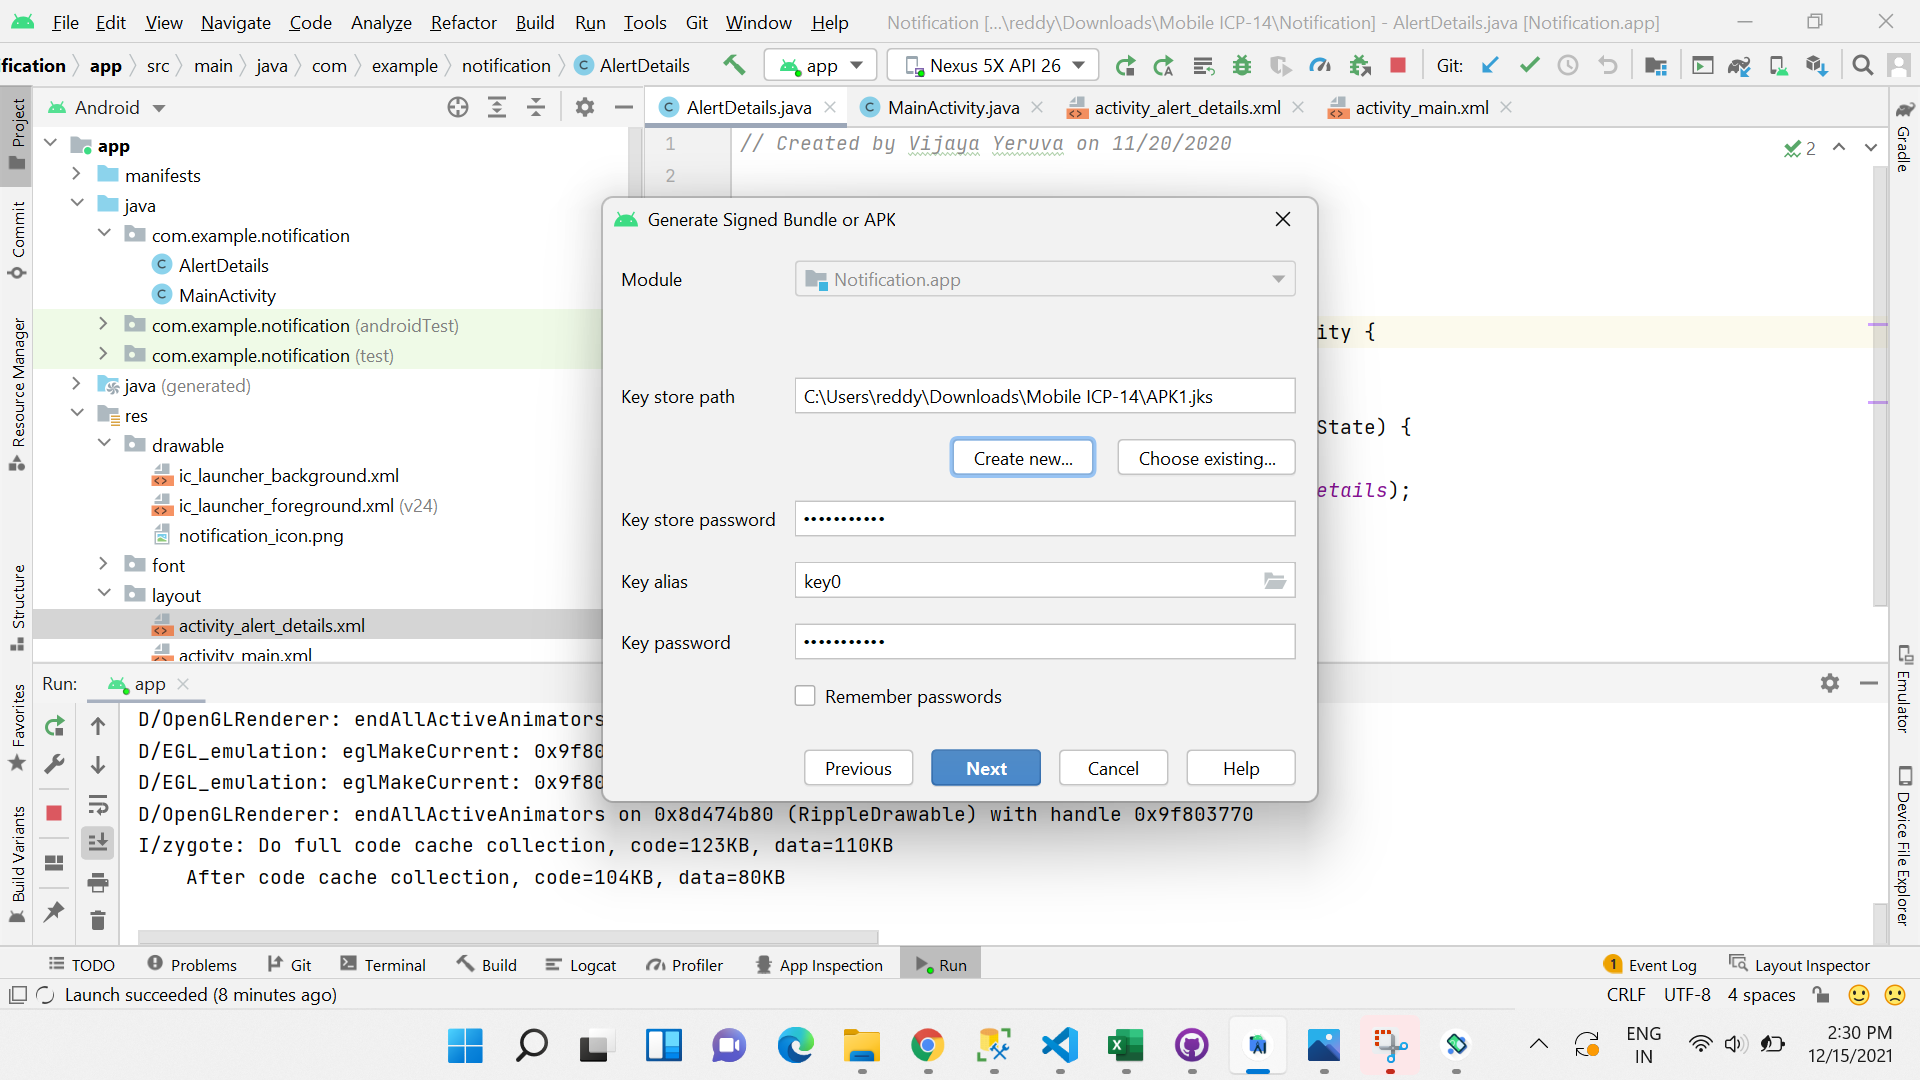 File Edit View Navigate Code Analyze Refactor Build Run Tools Git Window Help Notification [...\reddy\Downloads\Mobile ICP-14\Notification] - AlertDetails.java [Notification.app]
fication app src main java com example notification AlertDetails app Nexus 5X API 26 Git:
Android
AlertDetails.java MainActivity.java activity_alert_details.xml activity_main.xml
Project
Commit
Resource Manager
Structure
Favorites
Build Variants
app
manifests
java
com.example.notification
AlertDetails
MainActivity
com.example.notification (androidTest)
com.example.notification (test)
java (generated)
res
drawable
ic_launcher_background.xml
ic_launcher_foreground.xml (v24)
notification_icon.png
font
layout
activity_alert_details.xml
activity_main.xml
1 // Created by Vijaya Yeruva on 11/20/2020
2
2
ity {
State) {
etails);
Generate Signed Bundle or APK
Module Notification.app
Key store path C:\Users\reddy\Downloads\Mobile ICP-14\APK1.jks
Create new... Choose existing...
Key store password •••••••••••
Key alias key0
Key password •••••••••••
Remember passwords
Previous Next Cancel Help
Gradle
Emulator
Device File Explorer
Run: app
D/OpenGLRenderer: endAllActiveAnimators
D/EGL_emulation: eglMakeCurrent: 0x9f80
D/EGL_emulation: eglMakeCurrent: 0x9f80
D/OpenGLRenderer: endAllActiveAnimators on 0x8d474b80 (RippleDrawable) with handle 0x9f803770
I/zygote: Do full code cache collection, code=123KB, data=110KB
After code cache collection, code=104KB, data=80KB
TODO Problems Git Terminal Build Logcat Profiler App Inspection Run 1 Event Log Layout Inspector
Launch succeeded (8 minutes ago) CRLF UTF-8 4 spaces
ENG
IN
2:30 PM
12/15/2021